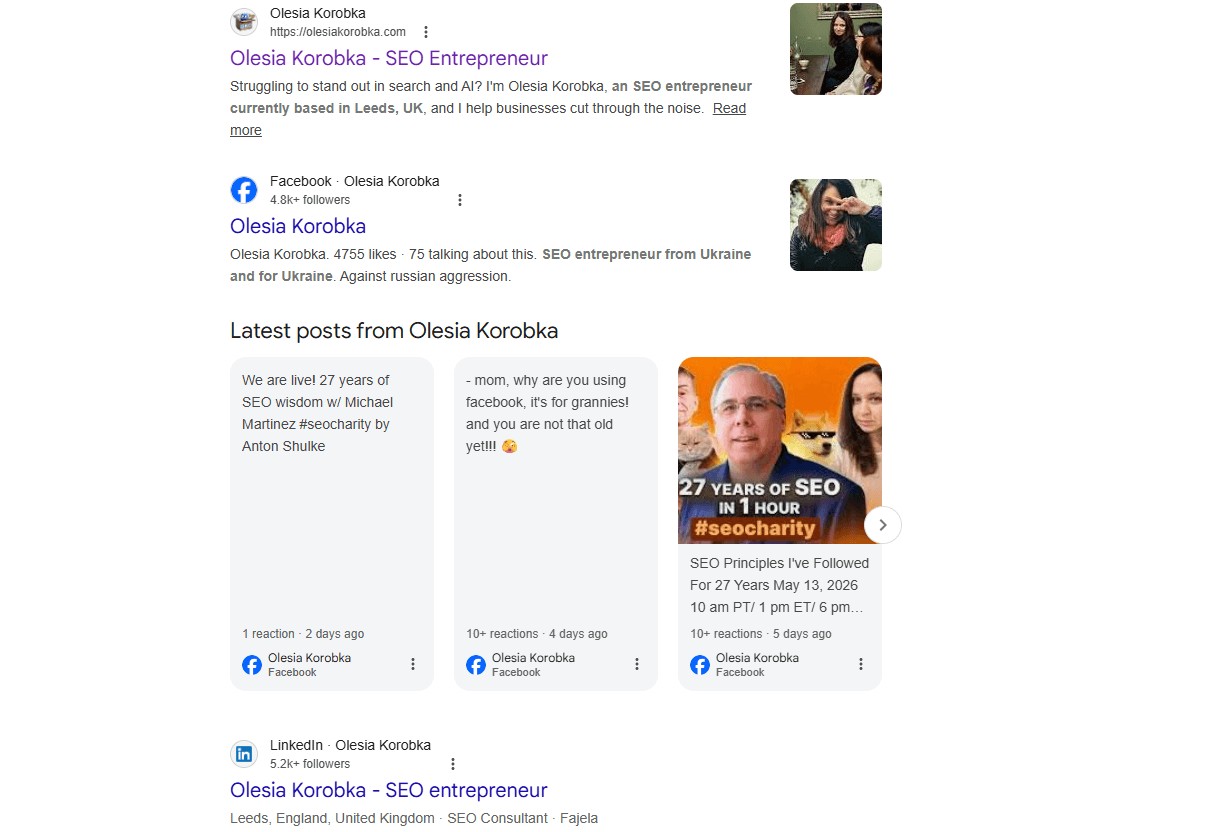 Olesia Korobka
https://olesiakorobka.com
Olesia Korobka - SEO Entrepreneur
Struggling to stand out in search and AI? I'm Olesia Korobka, an SEO entrepreneur
currently based in Leeds, UK, and I help businesses cut through the noise. Read
more
Facebook · Olesia Korobka
4.8k+ followers
Olesia Korobka
Olesia Korobka. 4755 likes · 75 talking about this. SEO entrepreneur from Ukraine
and for Ukraine. Against russian aggression.
Latest posts from Olesia Korobka
We are live! 27 years of
SEO wisdom w/ Michael
Martinez #seocharity by
Anton Shulke
1 reaction · 2 days ago
Olesia Korobka
Facebook
- mom, why are you using
facebook, it's for grannies!
and you are not that old
yet!!! 🫣
10+ reactions · 4 days ago
Olesia Korobka
Facebook
27 YEARS OF SEO
IN 1 HOUR
#seocharity
SEO Principles I've Followed
For 27 Years May 13, 2026
10 am PT/ 1 pm ET/ 6 pm...
10+ reactions · 5 days ago
Olesia Korobka
Facebook
LinkedIn · Olesia Korobka
5.2k+ followers
Olesia Korobka - SEO entrepreneur
Leeds, England, United Kingdom · SEO Consultant · Fajela